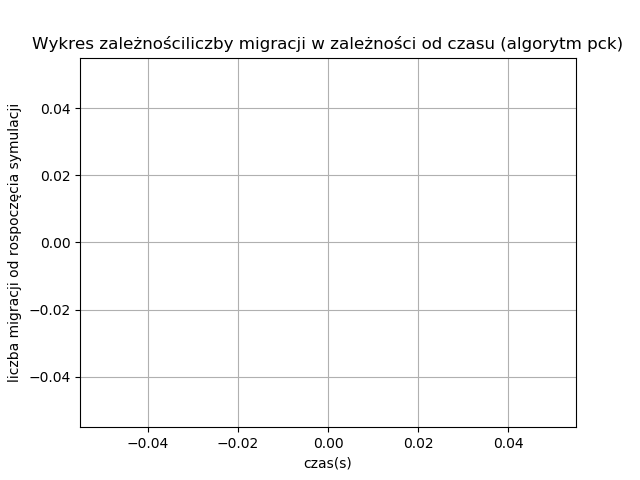 Wykres zależnościliczby migracji w zależności od czasu (algorytm pck)
liczba migracji od rospoczęcia symulacji
0.04
0.02
0.00
−0.02
−0.04
−0.04 −0.02 0.00 0.02 0.04
czas(s)